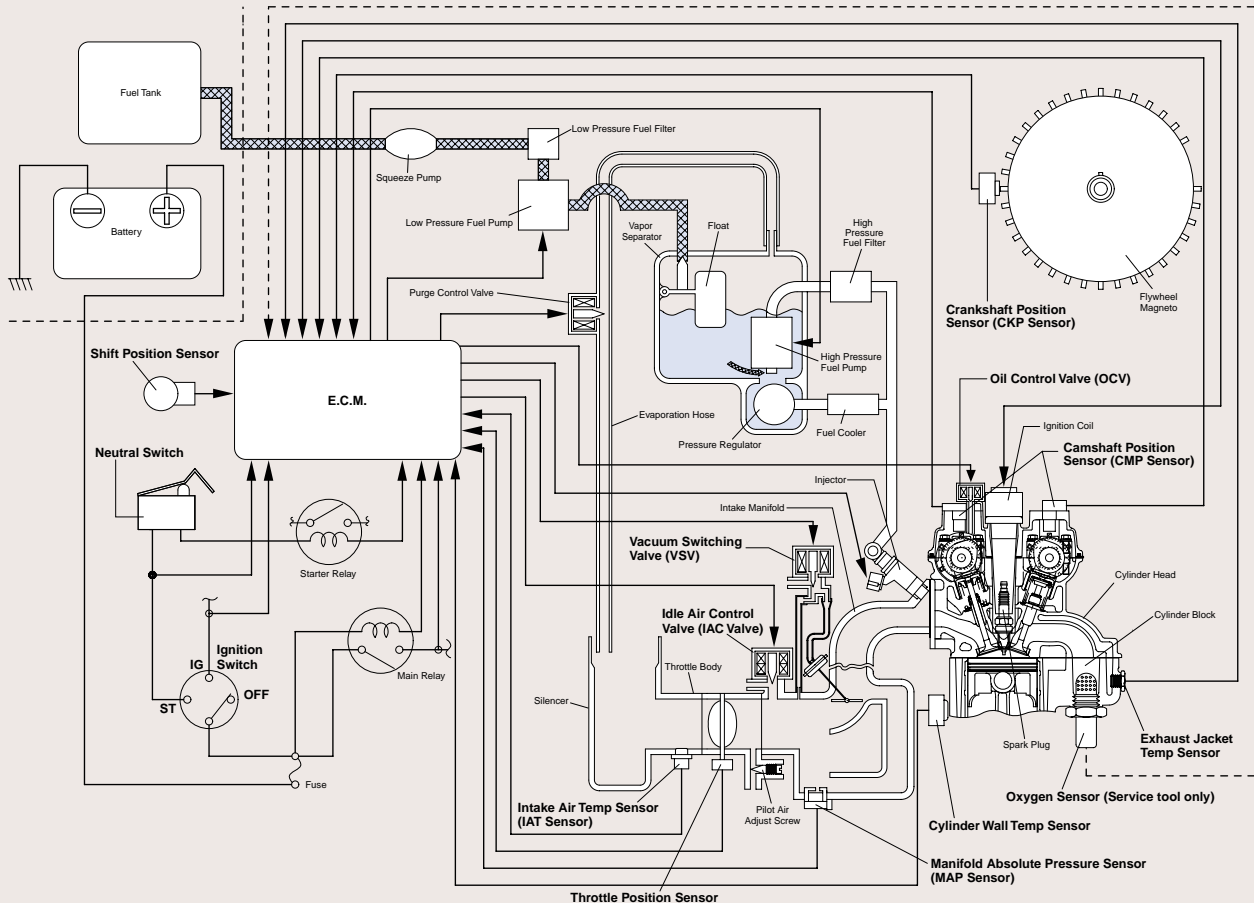 Fuel Tank
Low Pressure Fuel Filter
Squeeze Pump
Battery
Low Pressure Fuel Pump
Vapor
Separator
Float
High
Pressure
Fuel Filter
Purge Control Valve
Flywheel
Magneto
Crankshaft Position
Sensor (CKP Sensor)
Shift Position Sensor
E.C.M.
High Pressure
Fuel Pump
Oil Control Valve (OCV)
Evaporation Hose
Pressure Regulator
Fuel Cooler
Ignition Coil
Camshaft Position
Sensor (CMP Sensor)
Neutral Switch
Injector
Intake Manifold
Vacuum Switching
Valve (VSV)
Starter Relay
Cylinder Head
Cylinder Block
Idle Air Control
Valve (IAC Valve)
IG
Ignition
Switch
Main Relay
Throttle Body
OFF
ST
Silencer
Spark Plug
Exhaust Jacket
Temp Sensor
Fuse
Intake Air Temp Sensor
(IAT Sensor)
Pilot Air
Adjust Screw
Oxygen Sensor (Service tool only)
Cylinder Wall Temp Sensor
Manifold Absolute Pressure Sensor
(MAP Sensor)
Throttle Position Sensor